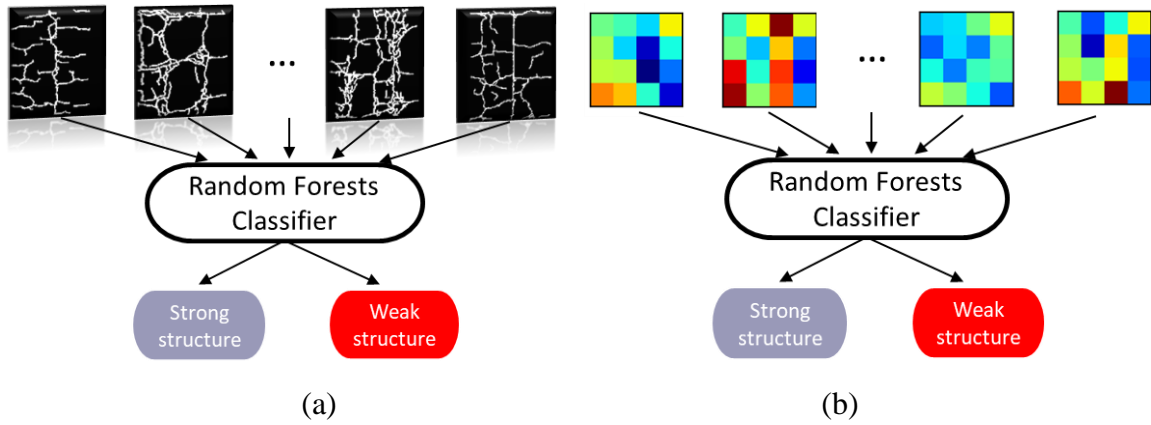 ...
...
Random Forests
Classifier
Random Forests
Classifier
Strong
structure
Weak
structure
Strong
structure
Weak
structure
(a)
(b)